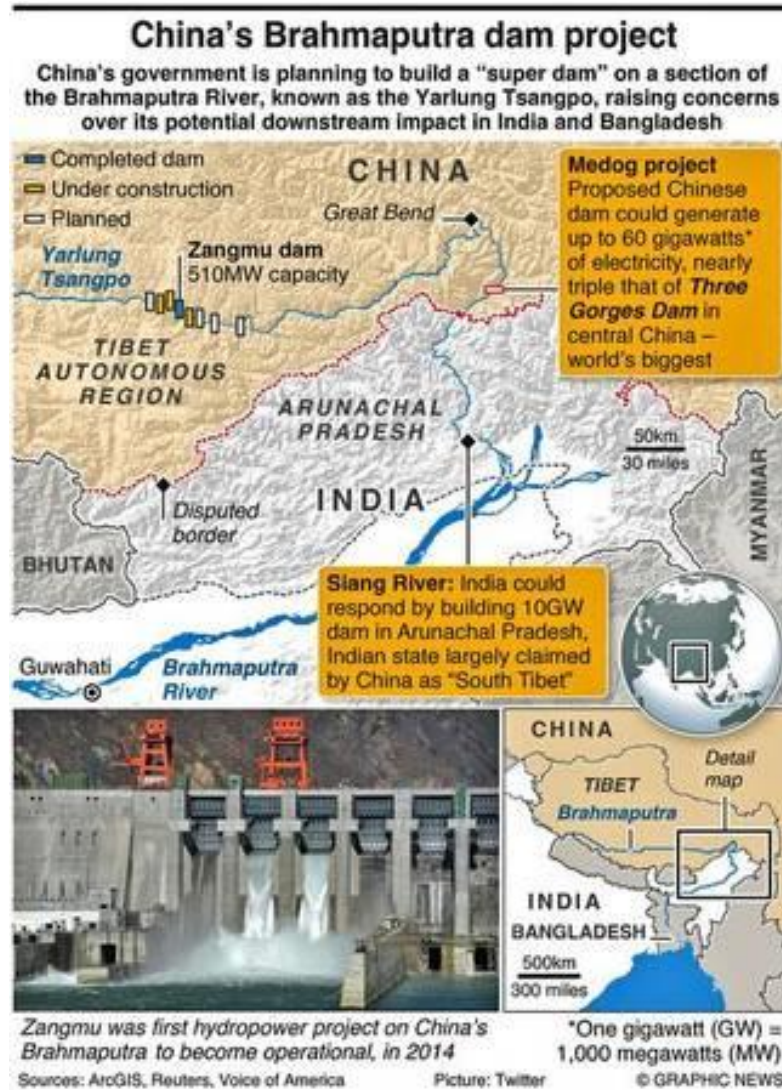 China's Brahmaputra dam project
China's government is planning to build a “super dam” on a section of
the Brahmaputra River, known as the Yarlung Tsangpo, raising concerns
over its potential downstream impact in India and Bangladesh
Completed dam
Under construction
Planned
CHINA
Great Bend
Yarlung
Tsangpo
Zangmu dam
510MW capacity
Medog project
Proposed Chinese
dam could generate
up to 60 gigawatts*
of electricity, nearly
triple that of Three
Gorges Dam in
central China –
world's biggest
TIBET
AUTONOMOUS
REGION
ARUNACHAL
PRADESH
50km
30 miles
INDIA
Disputed
border
BHUTAN
MYANMAR
Siang River: India could
respond by building 10GW
dam in Arunachal Pradesh,
Indian state largely claimed
by China as “South Tibet”
Guwahati
Brahmaputra
River
CHINA
Detail
map
TIBET
Brahmaputra
INDIA
BANGLADESH
500km
300 miles
Zangmu was first hydropower project on China's
Brahmaputra to become operational, in 2014
*One gigawatt (GW) =
1,000 megawatts (MW)
Sources: ArcGIS, Reuters, Voice of America
Picture: Twitter
© GRAPHIC NEWS